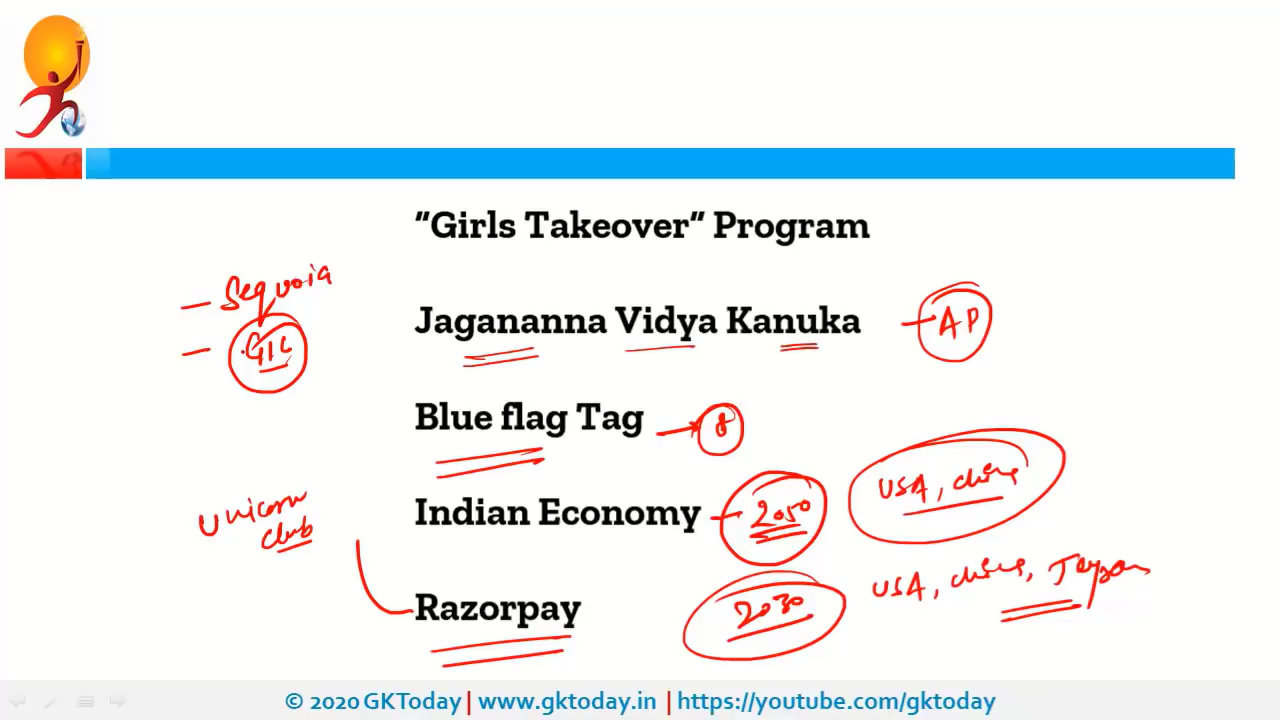 "Girls Takeover" Program
– Sequoia
Jagananna Vidya Kanuka – AP
– GIC
Blue flag Tag → 8
USA, China
Unicorn club
Indian Economy – 2050
USA, China, Japan
Razorpay
2030
© 2020 GKToday | www.gktoday.in | https://youtube.com/gktoday